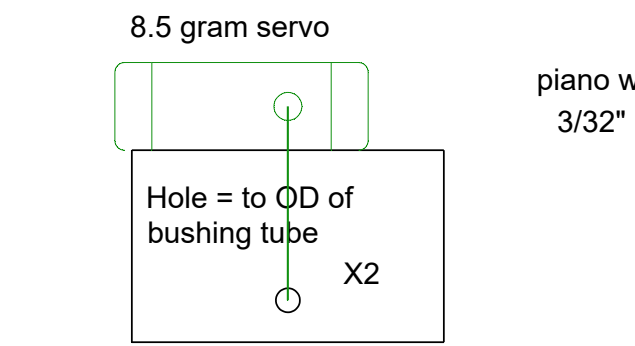 8.5 gram servo
piano w
3/32"
Hole = to OD of
bushing tube
X2